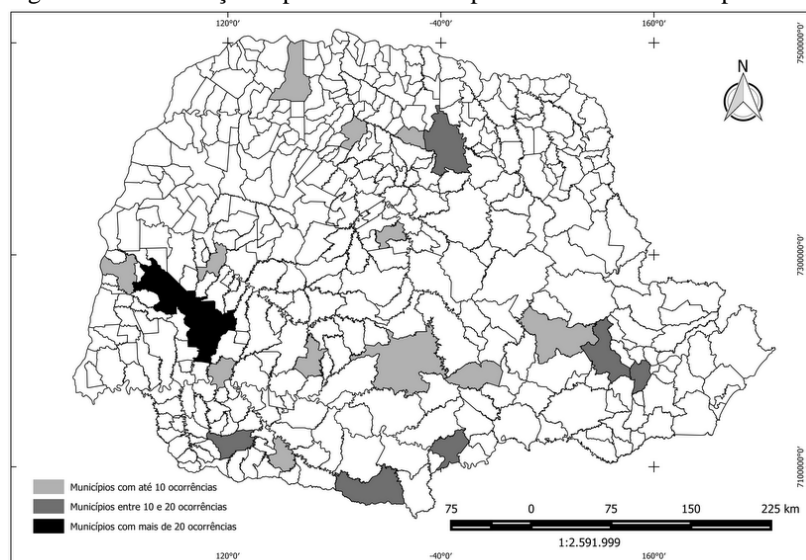 120°0' -40°0' 160°0'
7500000°0'
N
7300000°0'
7100000°0'
Municípios com até 10 ocorrências
Municípios entre 10 e 20 ocorrências
Municípios com mais de 20 ocorrências
75 0 75 150 225 km
1:2.591.999
120°0' -40°0' 160°0'